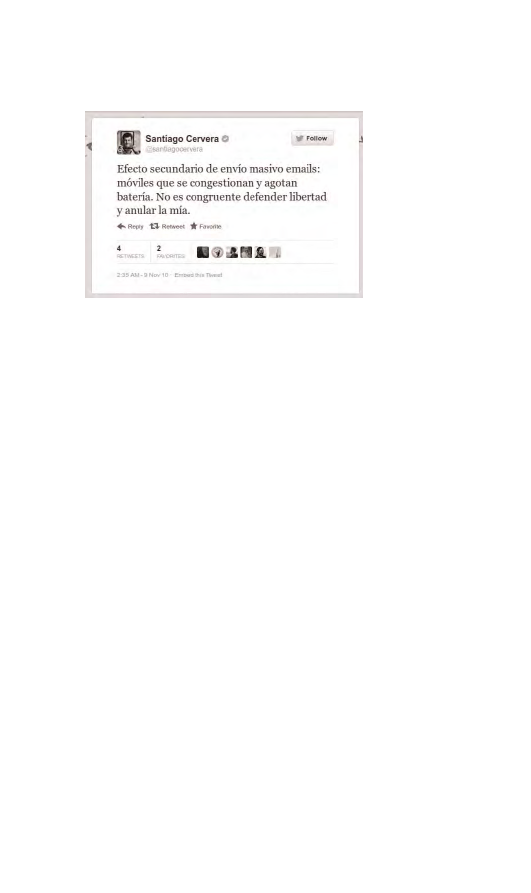 Santiago Cervera
@santiagocervera
Follow
Efecto secundario de envío masivo emails:
móviles que se congestionan y agotan
batería. No es congruente defender libertad
y anular la mía.
Reply Retweet Favorite
4 2
RETWEETS FAVORITES
2:35 AM - 9 Nov 10 · Embed this Tweet